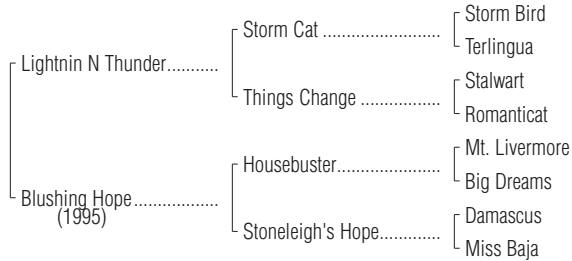 Storm Bird
Storm Cat ........................
Terlingua
Lightnin N Thunder..........
Stalwart
Things Change ................
Romanticat
Mt. Livermore
Housebuster.....................
Big Dreams
Blushing Hope.................
(1995)
Damascus
Stoneleigh's Hope............
Miss Baja